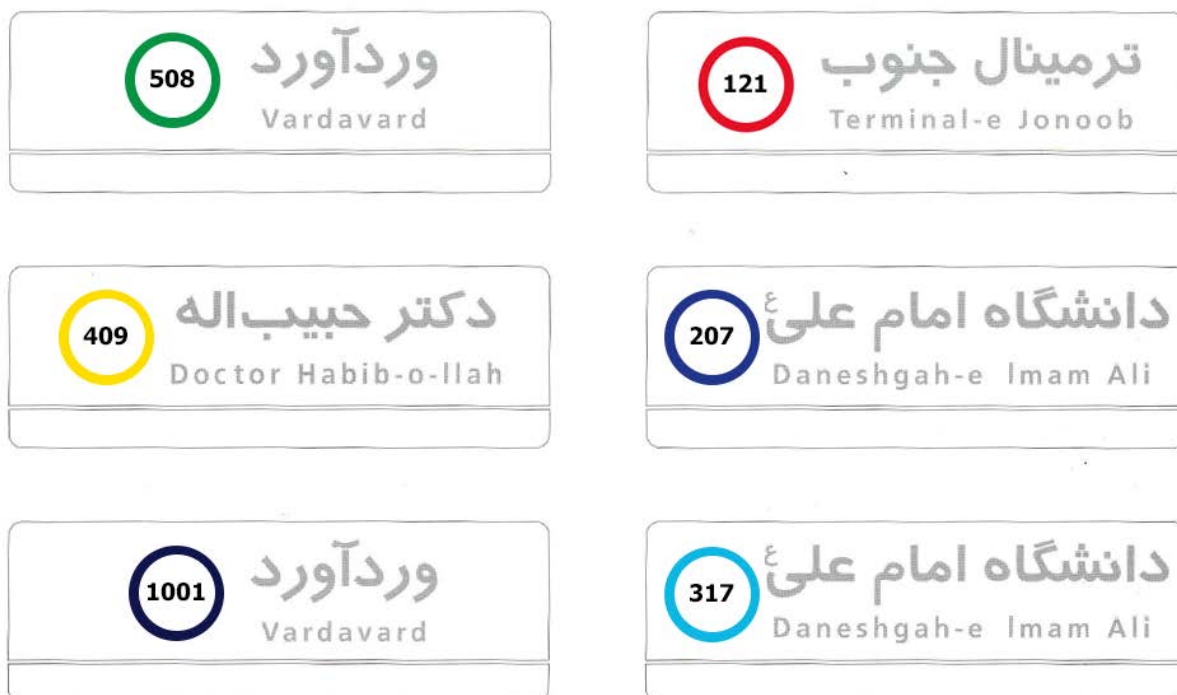 508
وردآورد
Vardavard
121
ترمینال جنوب
Terminal-e Jonoob
409
دکتر حبیب‌اله
Doctor Habib-o-llah
207
دانشگاه امام علیؑ
Daneshgah-e Imam Ali
1001
وردآورد
Vardavard
317
دانشگاه امام علیؑ
Daneshgah-e Imam Ali